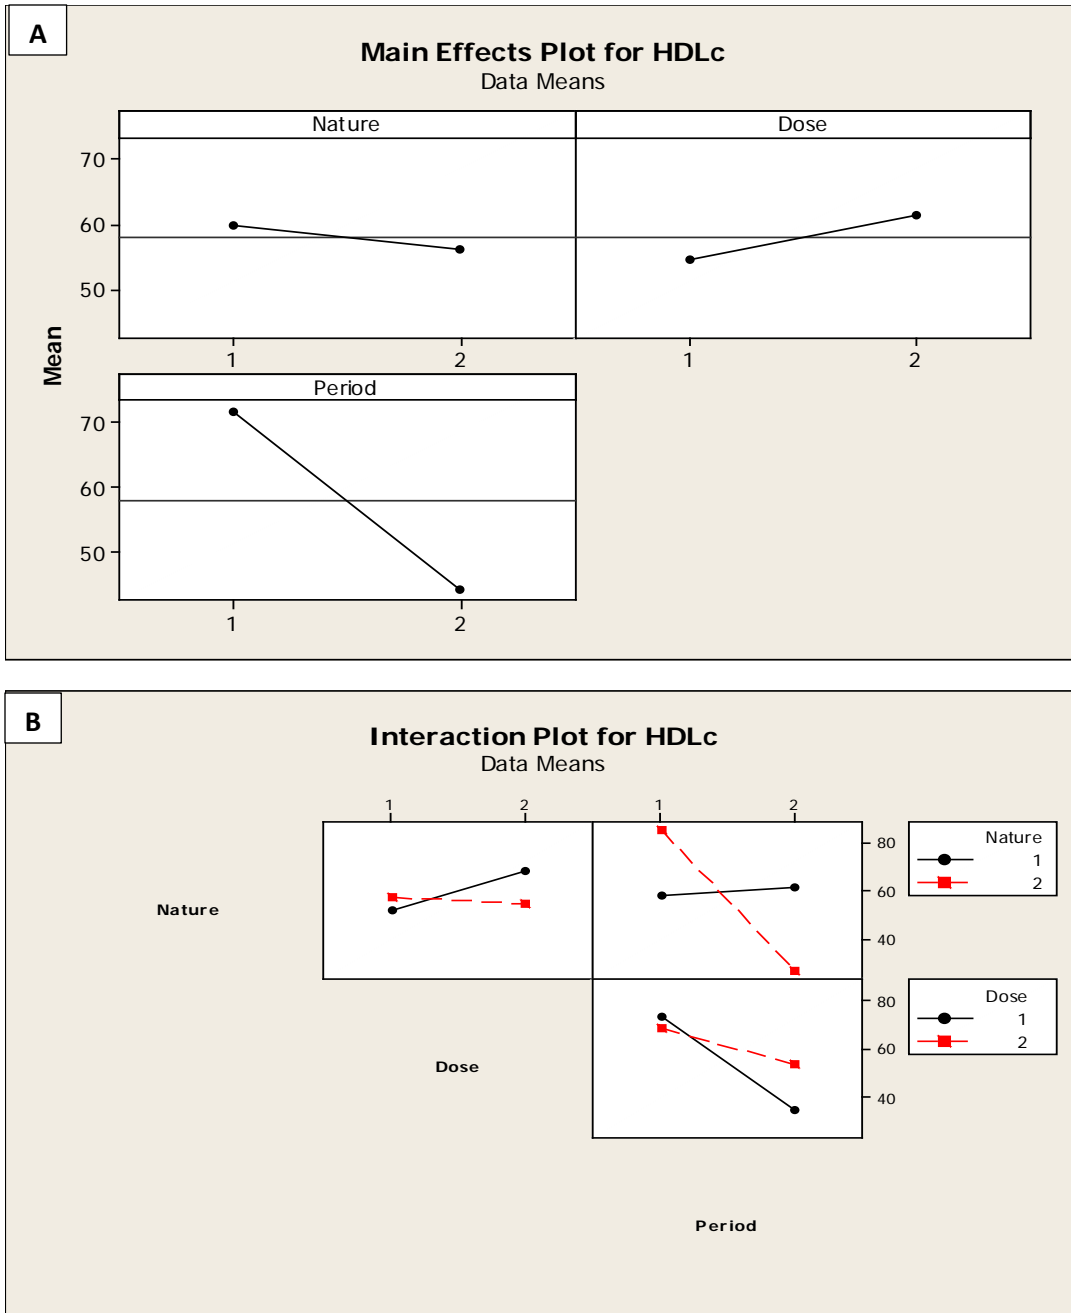 A
Main Effects Plot for HDLc
Data Means
Nature Dose
70
60
50
1 2 1 2
Mean
Period
70
60
50
1 2
B
Interaction Plot for HDLc
Data Means
1 2 1 2
Nature
80
60
40
Nature
1
2
Dose
80
60
40
Dose
1
2
Period